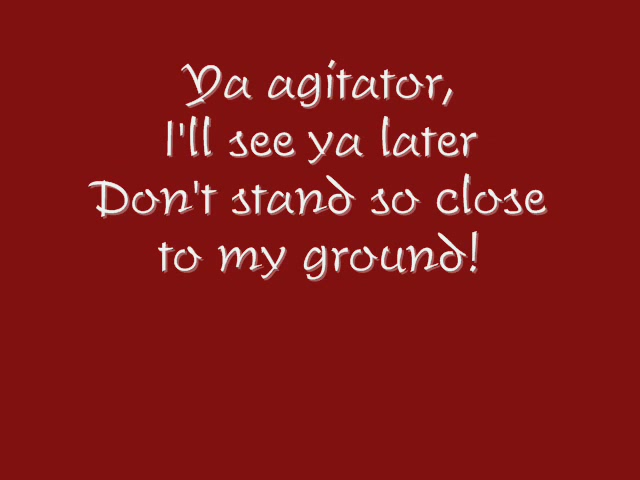 Ya agitator,
I'll see ya later
Don't stand so close
to my ground!